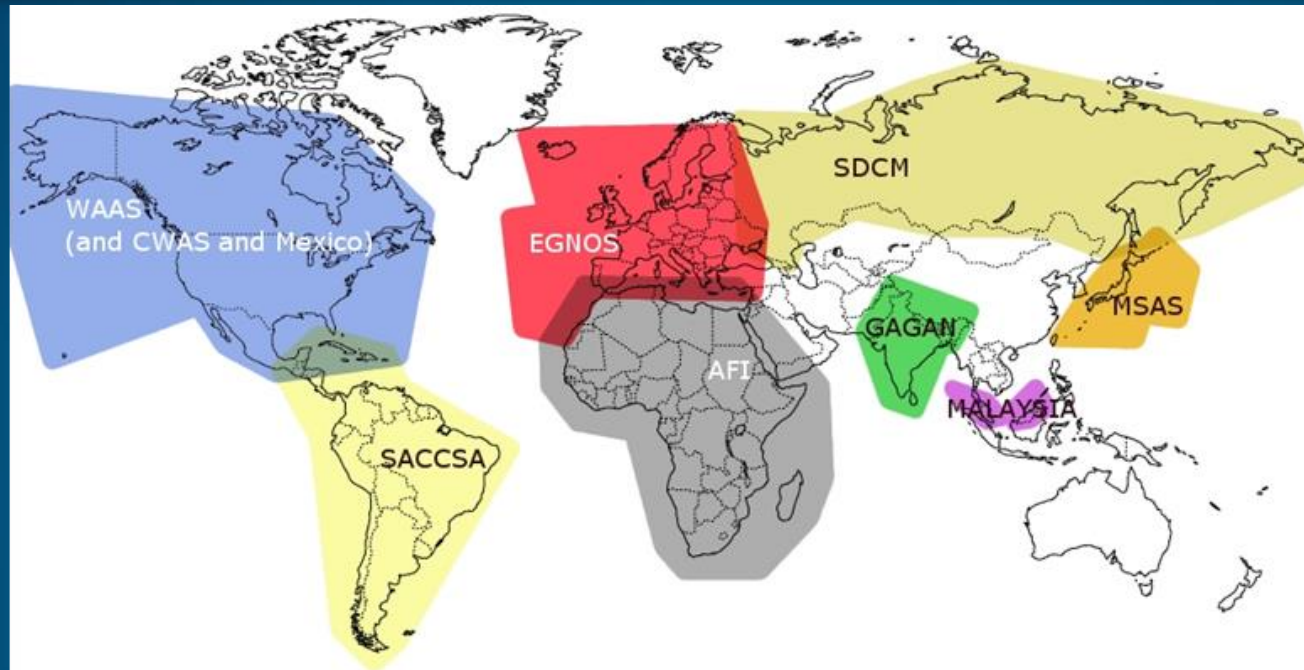 SDCM
WAAS
(and CWAS and Mexico)
EGNOS
MSAS
GAGAN
AFI
MALAYSIA
SACCSA